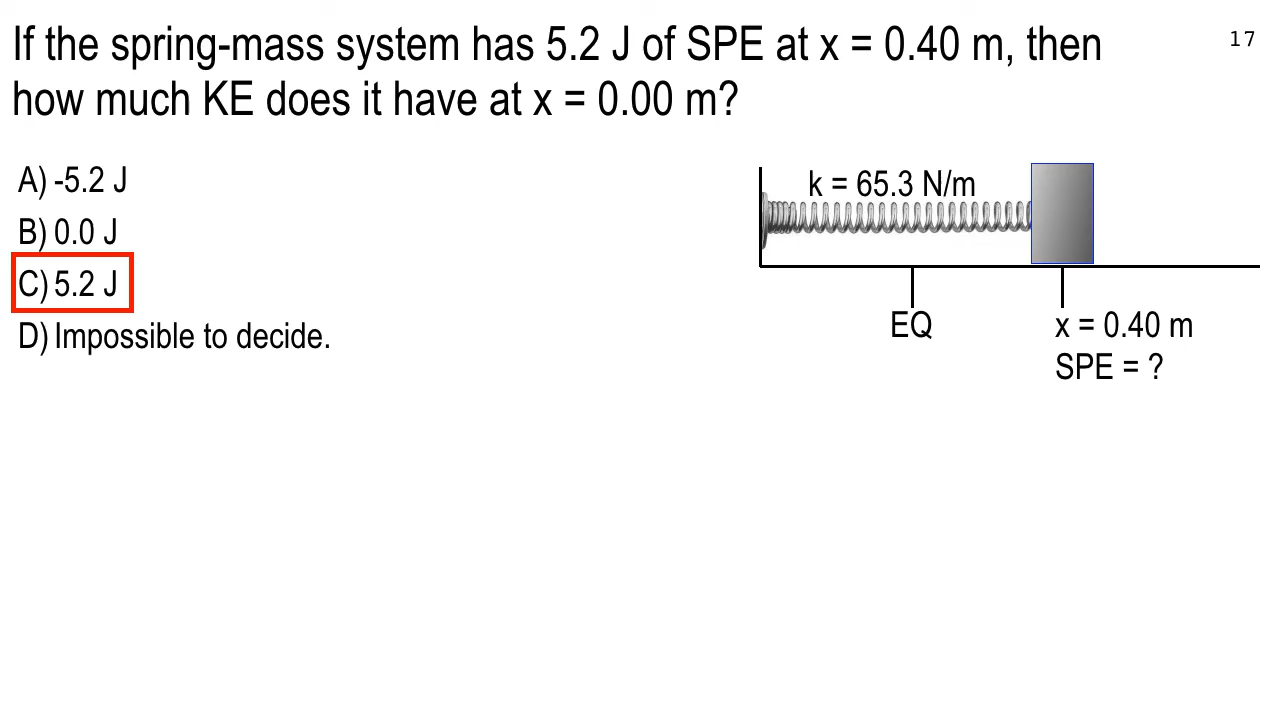 If the spring-mass system has 5.2 J of SPE at x = 0.40 m, then
how much KE does it have at x = 0.00 m?
17
A) -5.2 J
B) 0.0 J
C) 5.2 J
D) Impossible to decide.
k = 65.3 N/m
EQ
x = 0.40 m
SPE = ?